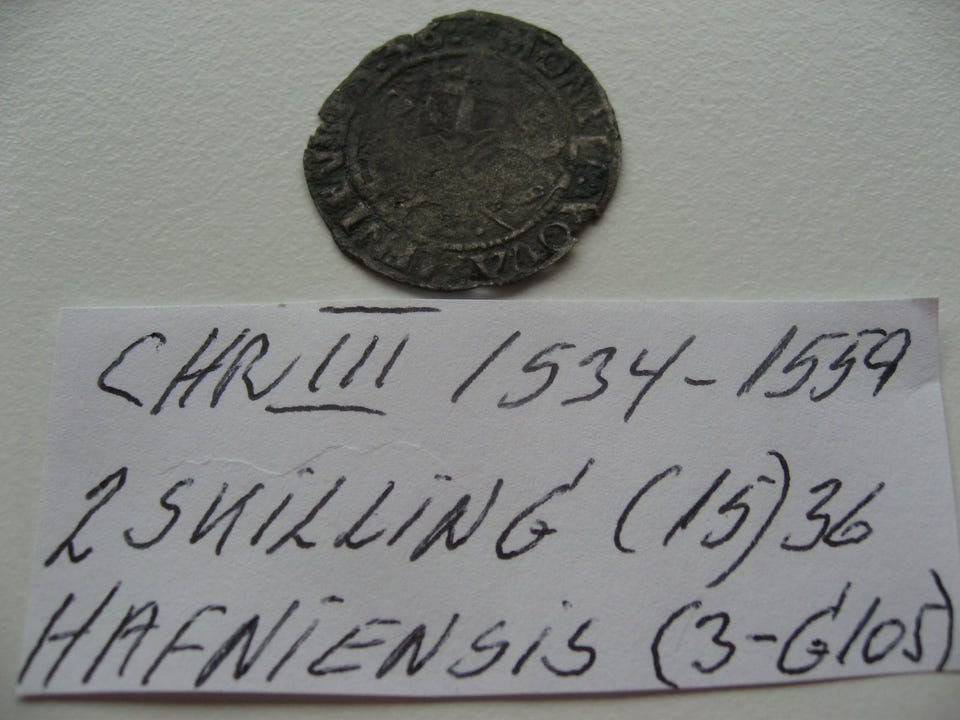 CHR III 1534-1559
2 SKILLING (15)36
HAFNIENSIS (3-G105)